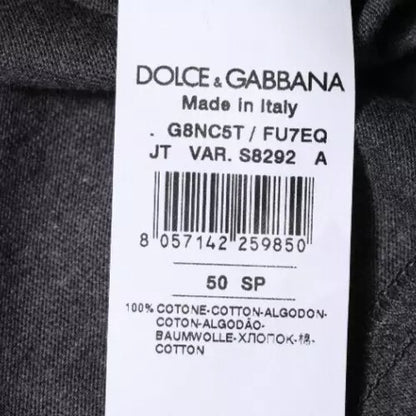 DOLCE & GABBANA
Made in Italy
. G8NC5T / FU7EQ
JT VAR. S8292 A
8 057142 259850
50 SP
100% COTONE-COTTON-ALGODON-
COTON-ALGODÃO-
BAUMWOLLE-ХЛОПОК-棉-
COTTON